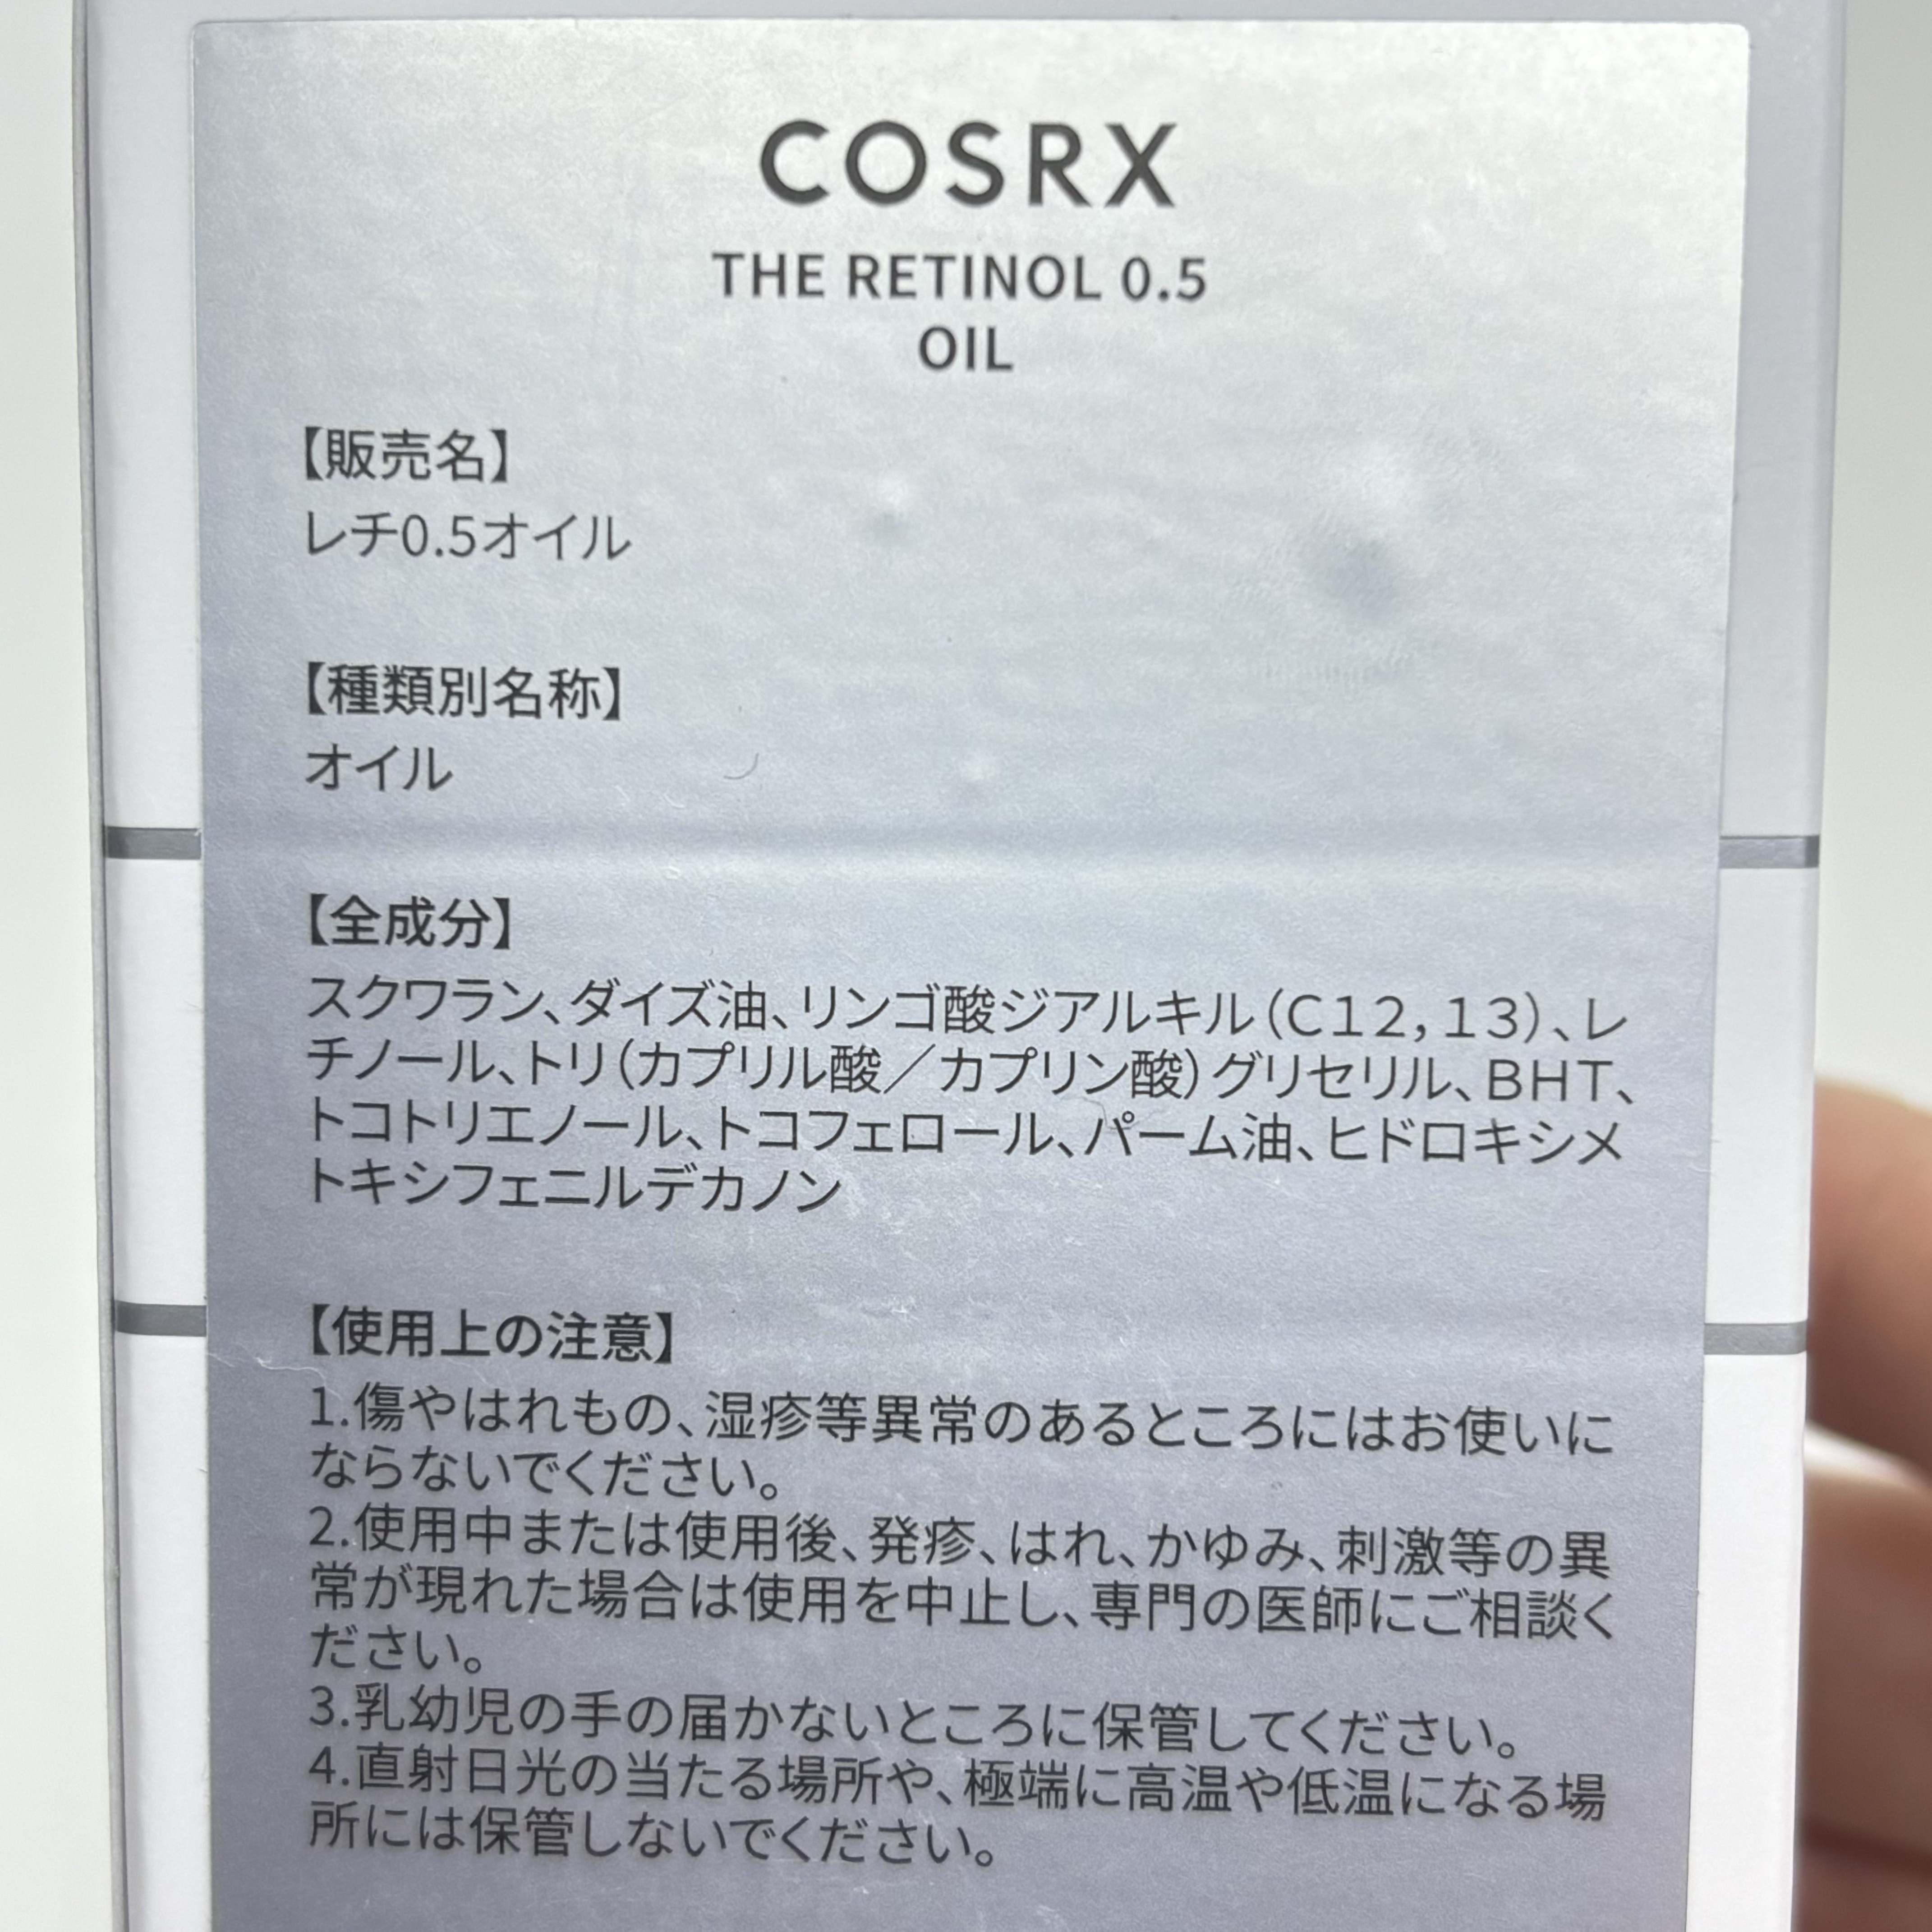 COSRX
THE RETINOL 0.5
OIL
【販売名】
レチ0.5オイル
【種類別名称】
オイル
【全成分】
スクワラン、ダイズ油、リンゴ酸ジアルキル（C12，13）、レ
チノール、トリ（カプリル酸／カプリン酸）グリセリル、BHT、
トコトリエノール、トコフェロール、パーム油、ヒドロキシメ
トキシフェニルデカノン
【使用上の注意】
1.傷やはれもの、湿疹等異常のあるところにはお使いに
ならないでください。
2.使用中または使用後、発疹、はれ、かゆみ、刺激等の異
常が現れた場合は使用を中止し、専門の医師にご相談く
ださい。
3.乳幼児の手の届かないところに保管してください。
4.直射日光の当たる場所や、極端に高温や低温になる場
所には保管しないでください。